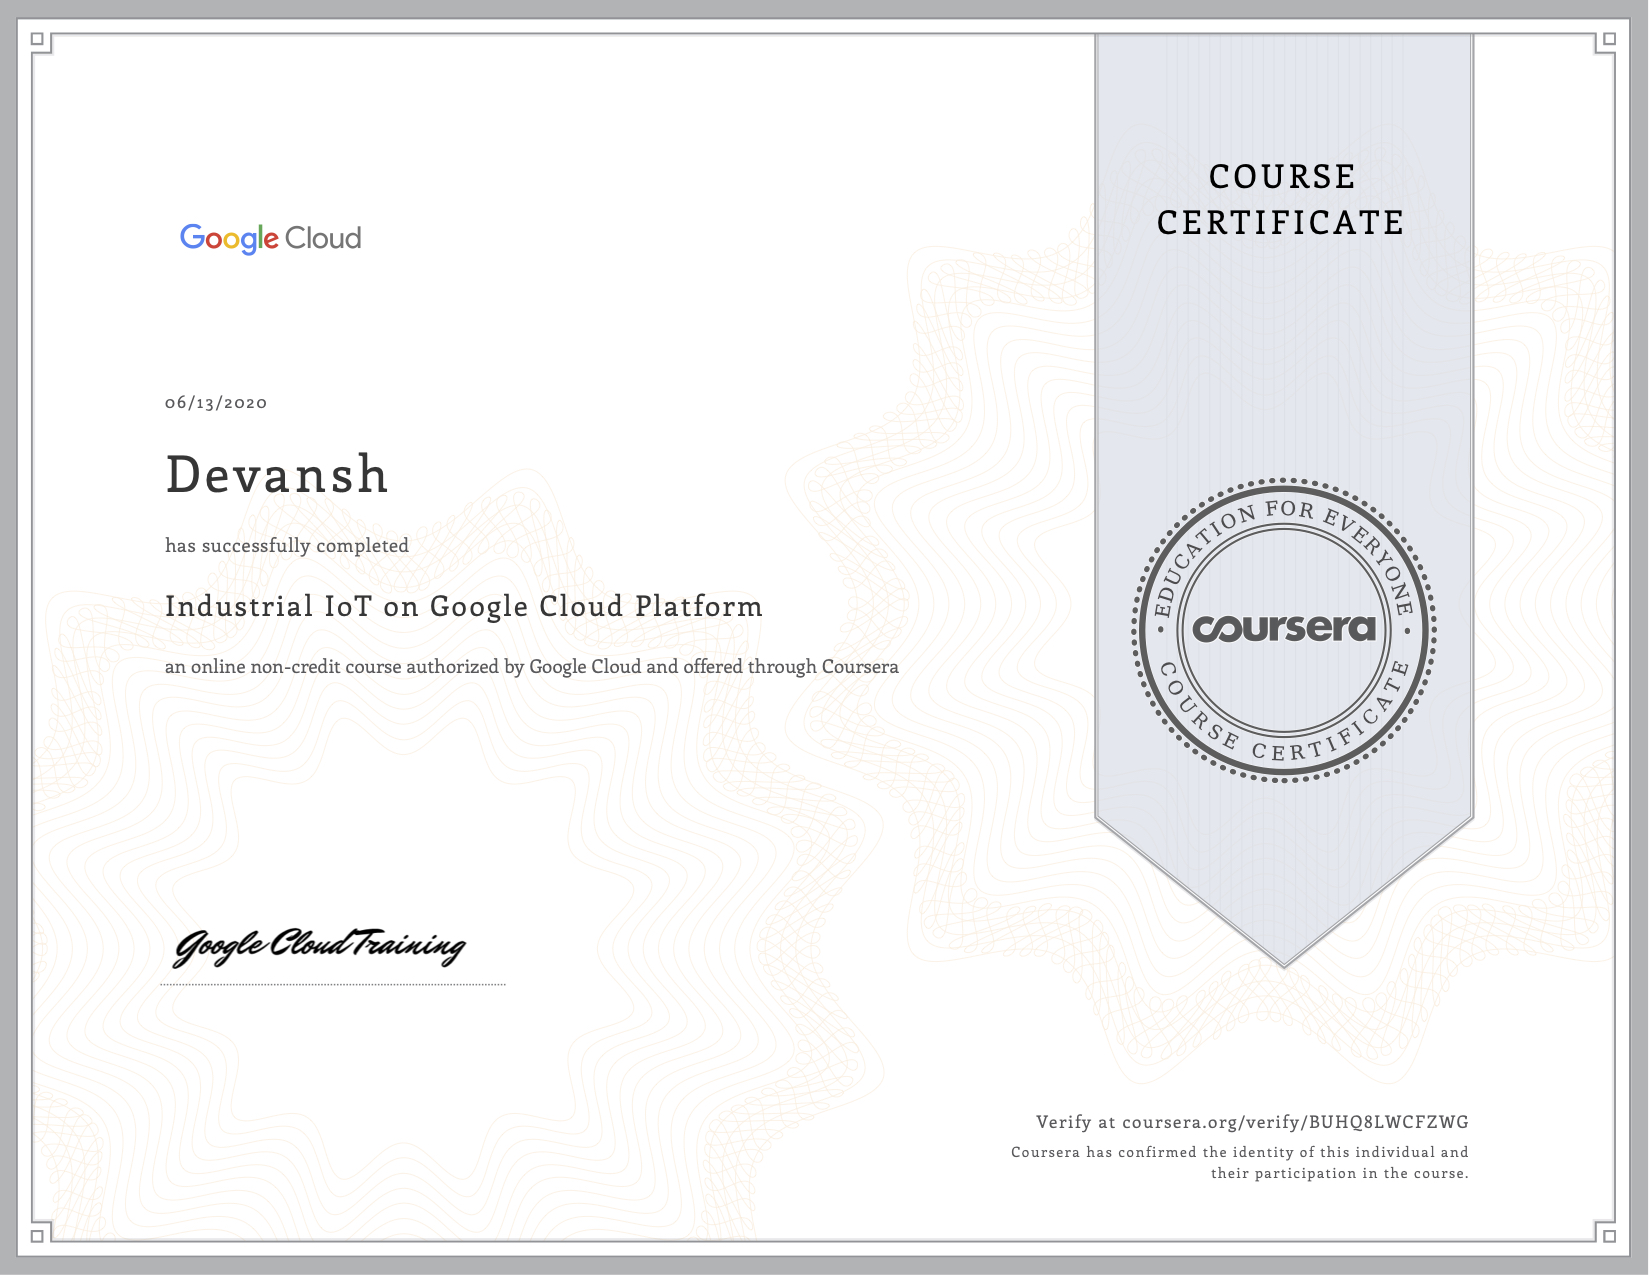 Google Cloud
COURSE
CERTIFICATE
06/13/2020
Devansh
has successfully completed
Industrial IoT on Google Cloud Platform
an online non-credit course authorized by Google Cloud and offered through Coursera
EDUCATION FOR EVERYONE
coursera
COURSE CERTIFICATE
Google Cloud Training
Verify at coursera.org/verify/BUHQ8LWCFZWG
Coursera has confirmed the identity of this individual and
their participation in the course.